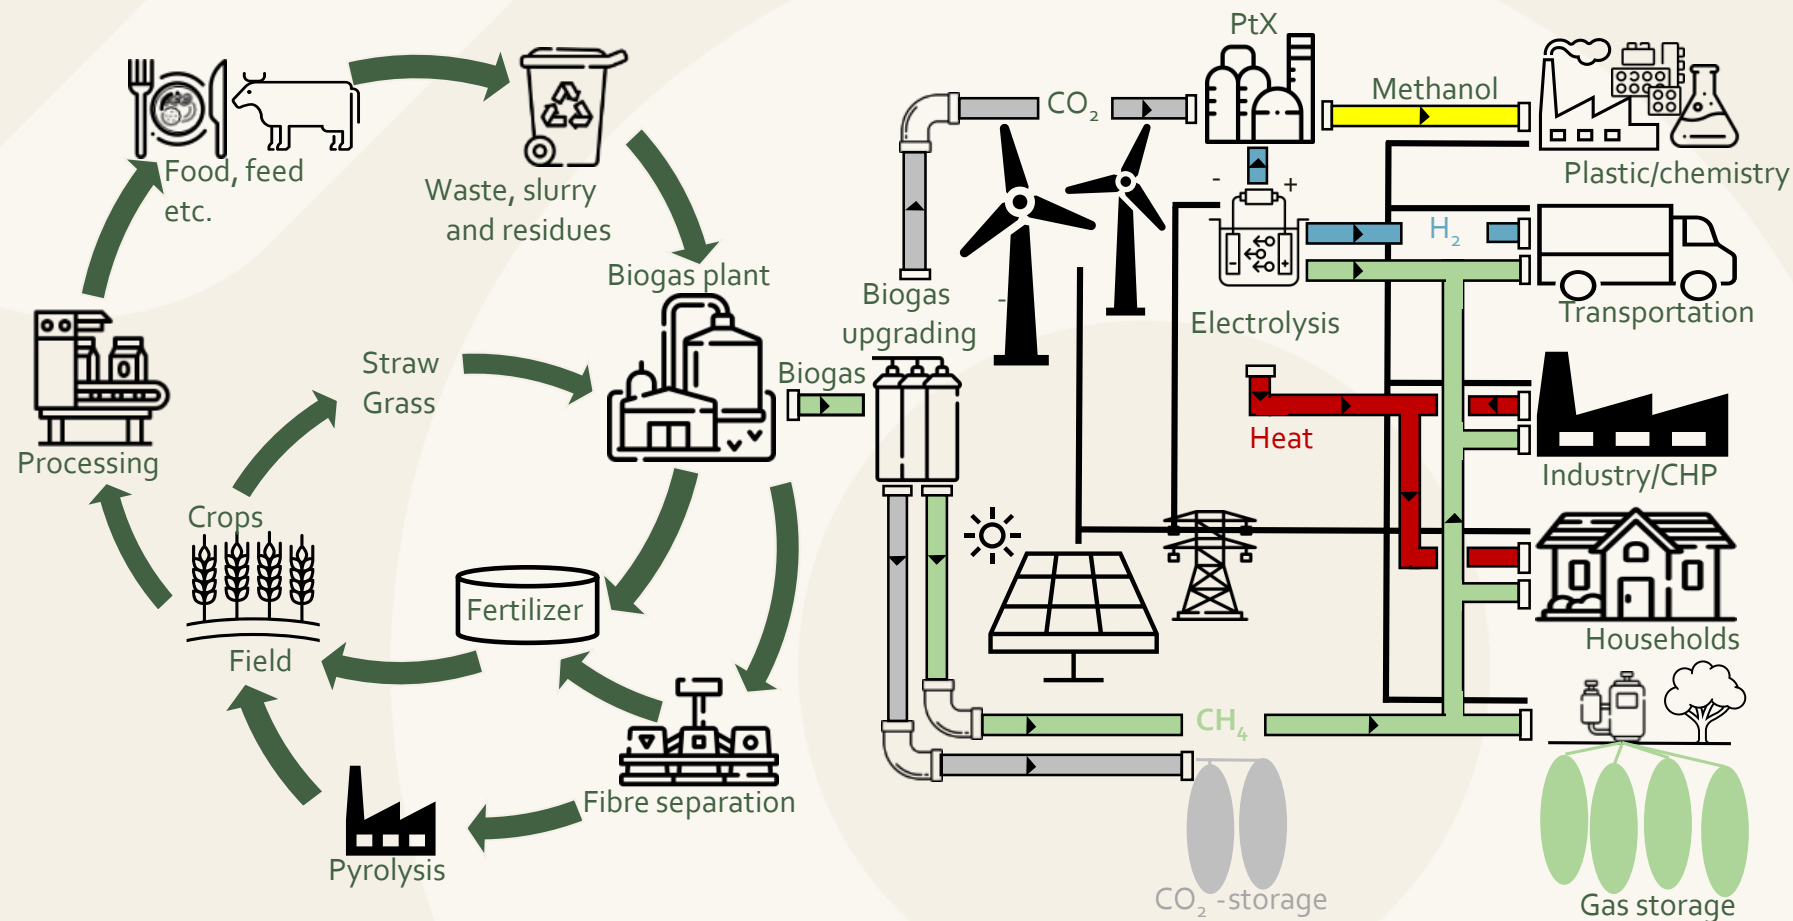 PtX
CO₂
Methanol
Plastic/chemistry
Food, feed
etc.
Waste, slurry
and residues
- +
H₂
Biogas plant
Biogas
upgrading
Electrolysis
Transportation
Straw
Grass
Biogas
Heat
Processing
Industry/CHP
Crops
Fertilizer
Field
Households
CH₄
Fibre separation
Pyrolysis
CO₂ -storage
Gas storage